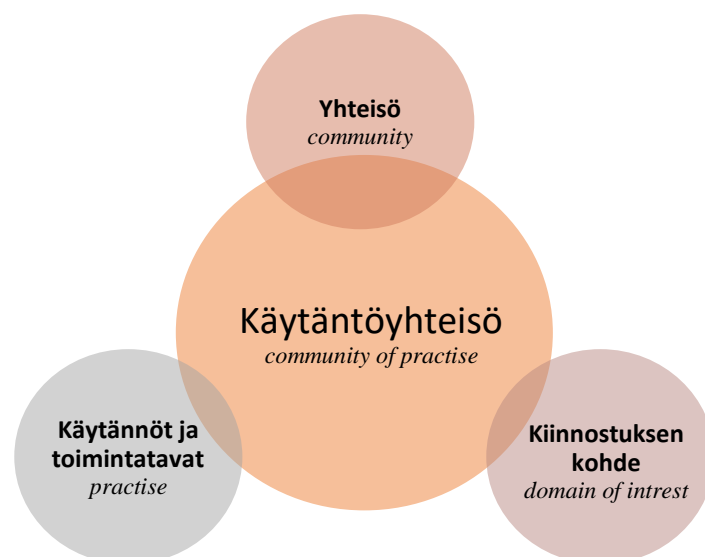 Yhteisö
community
Käytäntöyhteisö
community of practise
Käytännöt ja
toimintatavat
practise
Kiinnostuksen
kohde
domain of intrest